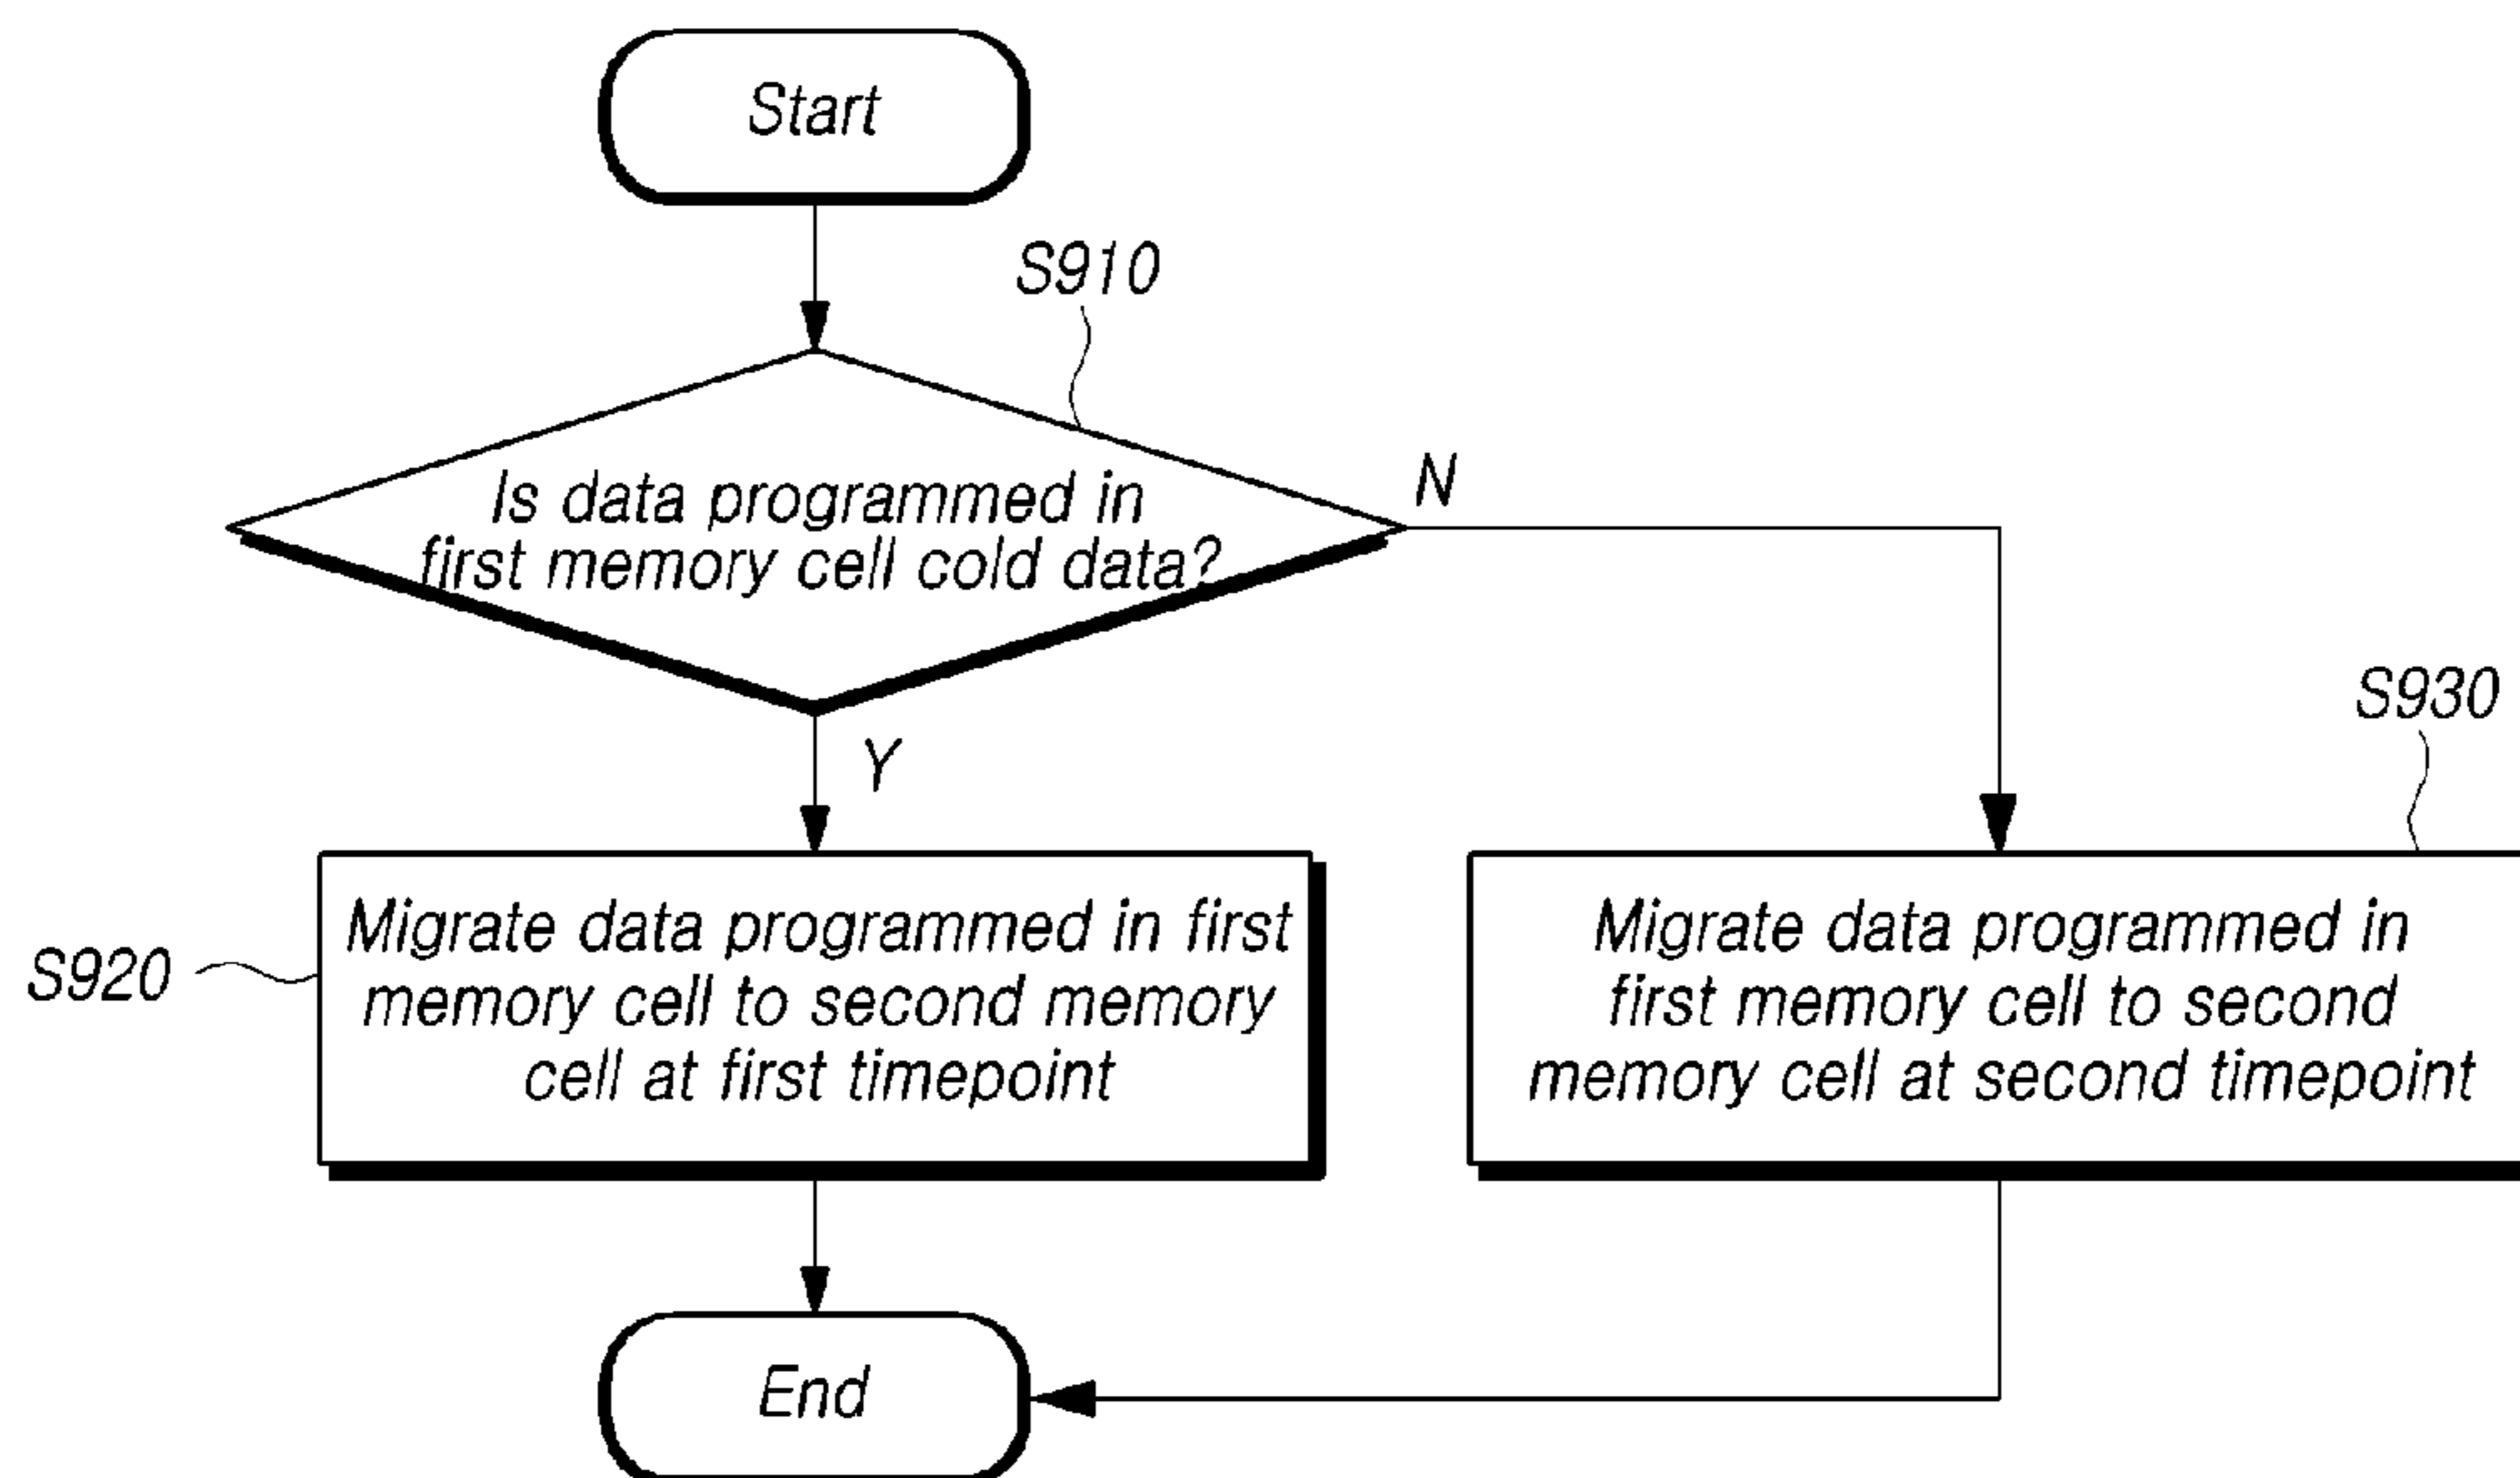 Start
S910
Is data programmed in
first memory cell cold data?
N
Y
S930
S920
Migrate data programmed in first
memory cell to second memory
cell at first timepoint
Migrate data programmed in
first memory cell to second
memory cell at second timepoint
End